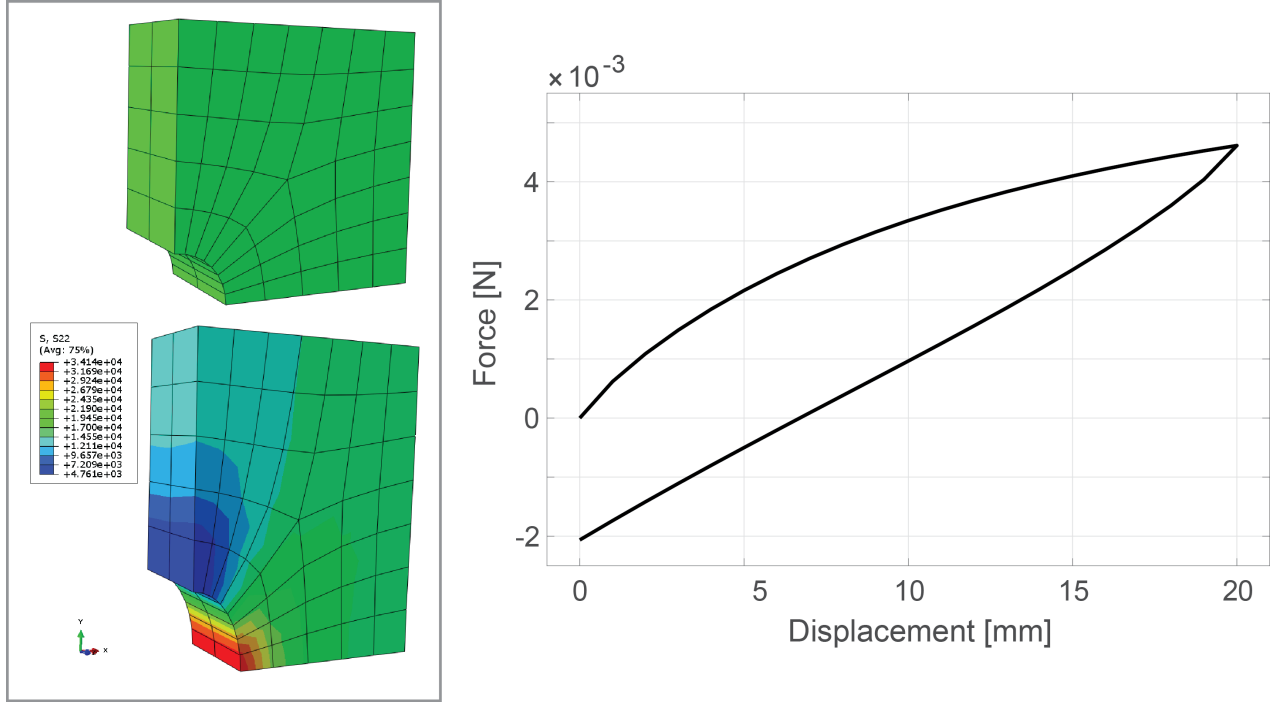 S, S22
(Avg: 75%)
+3.414e+04
+3.169e+04
+2.924e+04
+2.679e+04
+2.435e+04
+2.190e+04
+1.945e+04
+1.700e+04
+1.455e+04
+1.211e+04
+9.657e+03
+7.209e+03
+4.761e+03
Y
X
×10⁻³
4
2
0
-2
Force [N]
0 5 10 15 20
Displacement [mm]